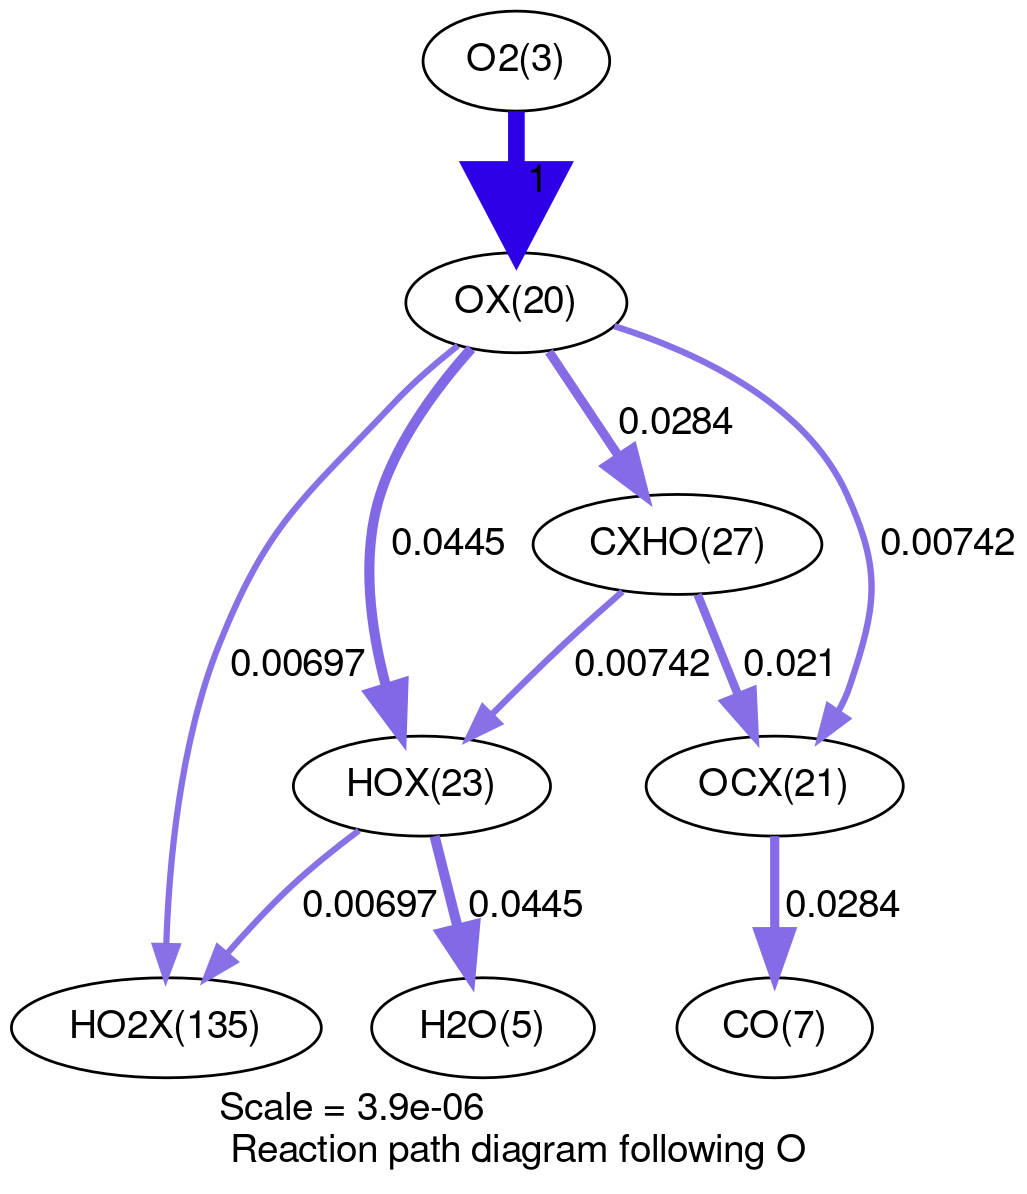 O2(3)
1
OX(20)
0.0284
0.0445
CXHO(27)
0.00742
0.00697
0.00742
0.021
HOX(23)
OCX(21)
0.00697
0.0445
0.0284
HO2X(135)
H2O(5)
CO(7)
Scale = 3.9e-06
Reaction path diagram following O